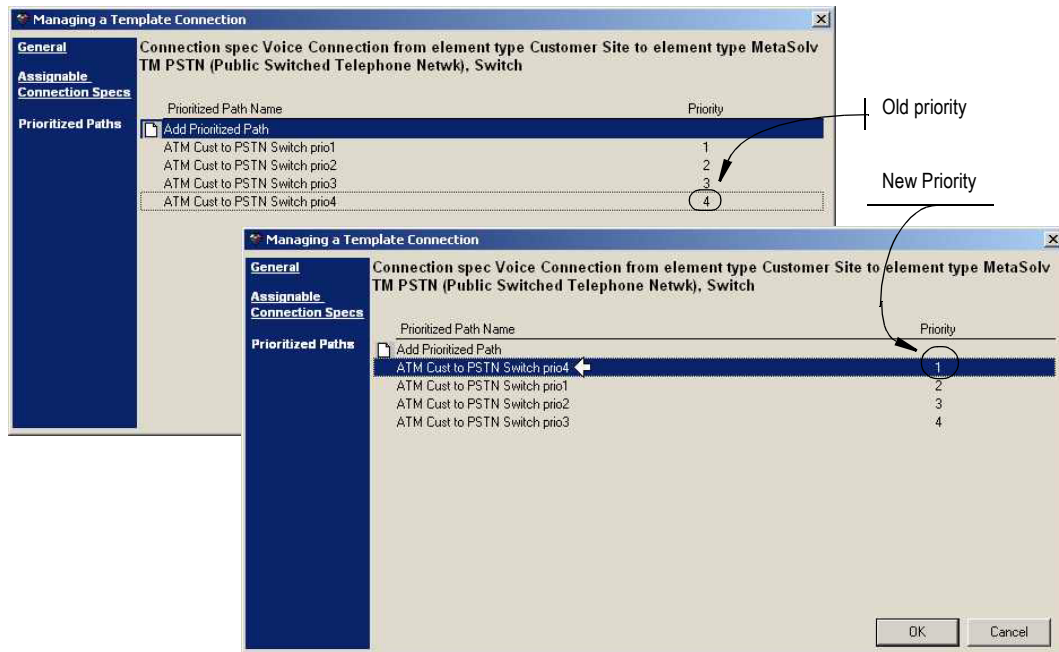 Managing a Template Connection
General
Assignable
Connection Specs
Prioritized Paths
Connection spec Voice Connection from element type Customer Site to element type MetaSolv
TM PSTN (Public Switched Telephone Netwk), Switch
Prioritized Path Name Priority
Add Prioritized Path
ATM Cust to PSTN Switch prio1 1
ATM Cust to PSTN Switch prio2 2
ATM Cust to PSTN Switch prio3 3
ATM Cust to PSTN Switch prio4 4
Old priority
New Priority
Managing a Template Connection
General
Assignable
Connection Specs
Prioritized Paths
Connection spec Voice Connection from element type Customer Site to element type MetaSolv
TM PSTN (Public Switched Telephone Netwk), Switch
Prioritized Path Name Priority
Add Prioritized Path
ATM Cust to PSTN Switch prio4 1
ATM Cust to PSTN Switch prio1 2
ATM Cust to PSTN Switch prio2 3
ATM Cust to PSTN Switch prio3 4
OK Cancel